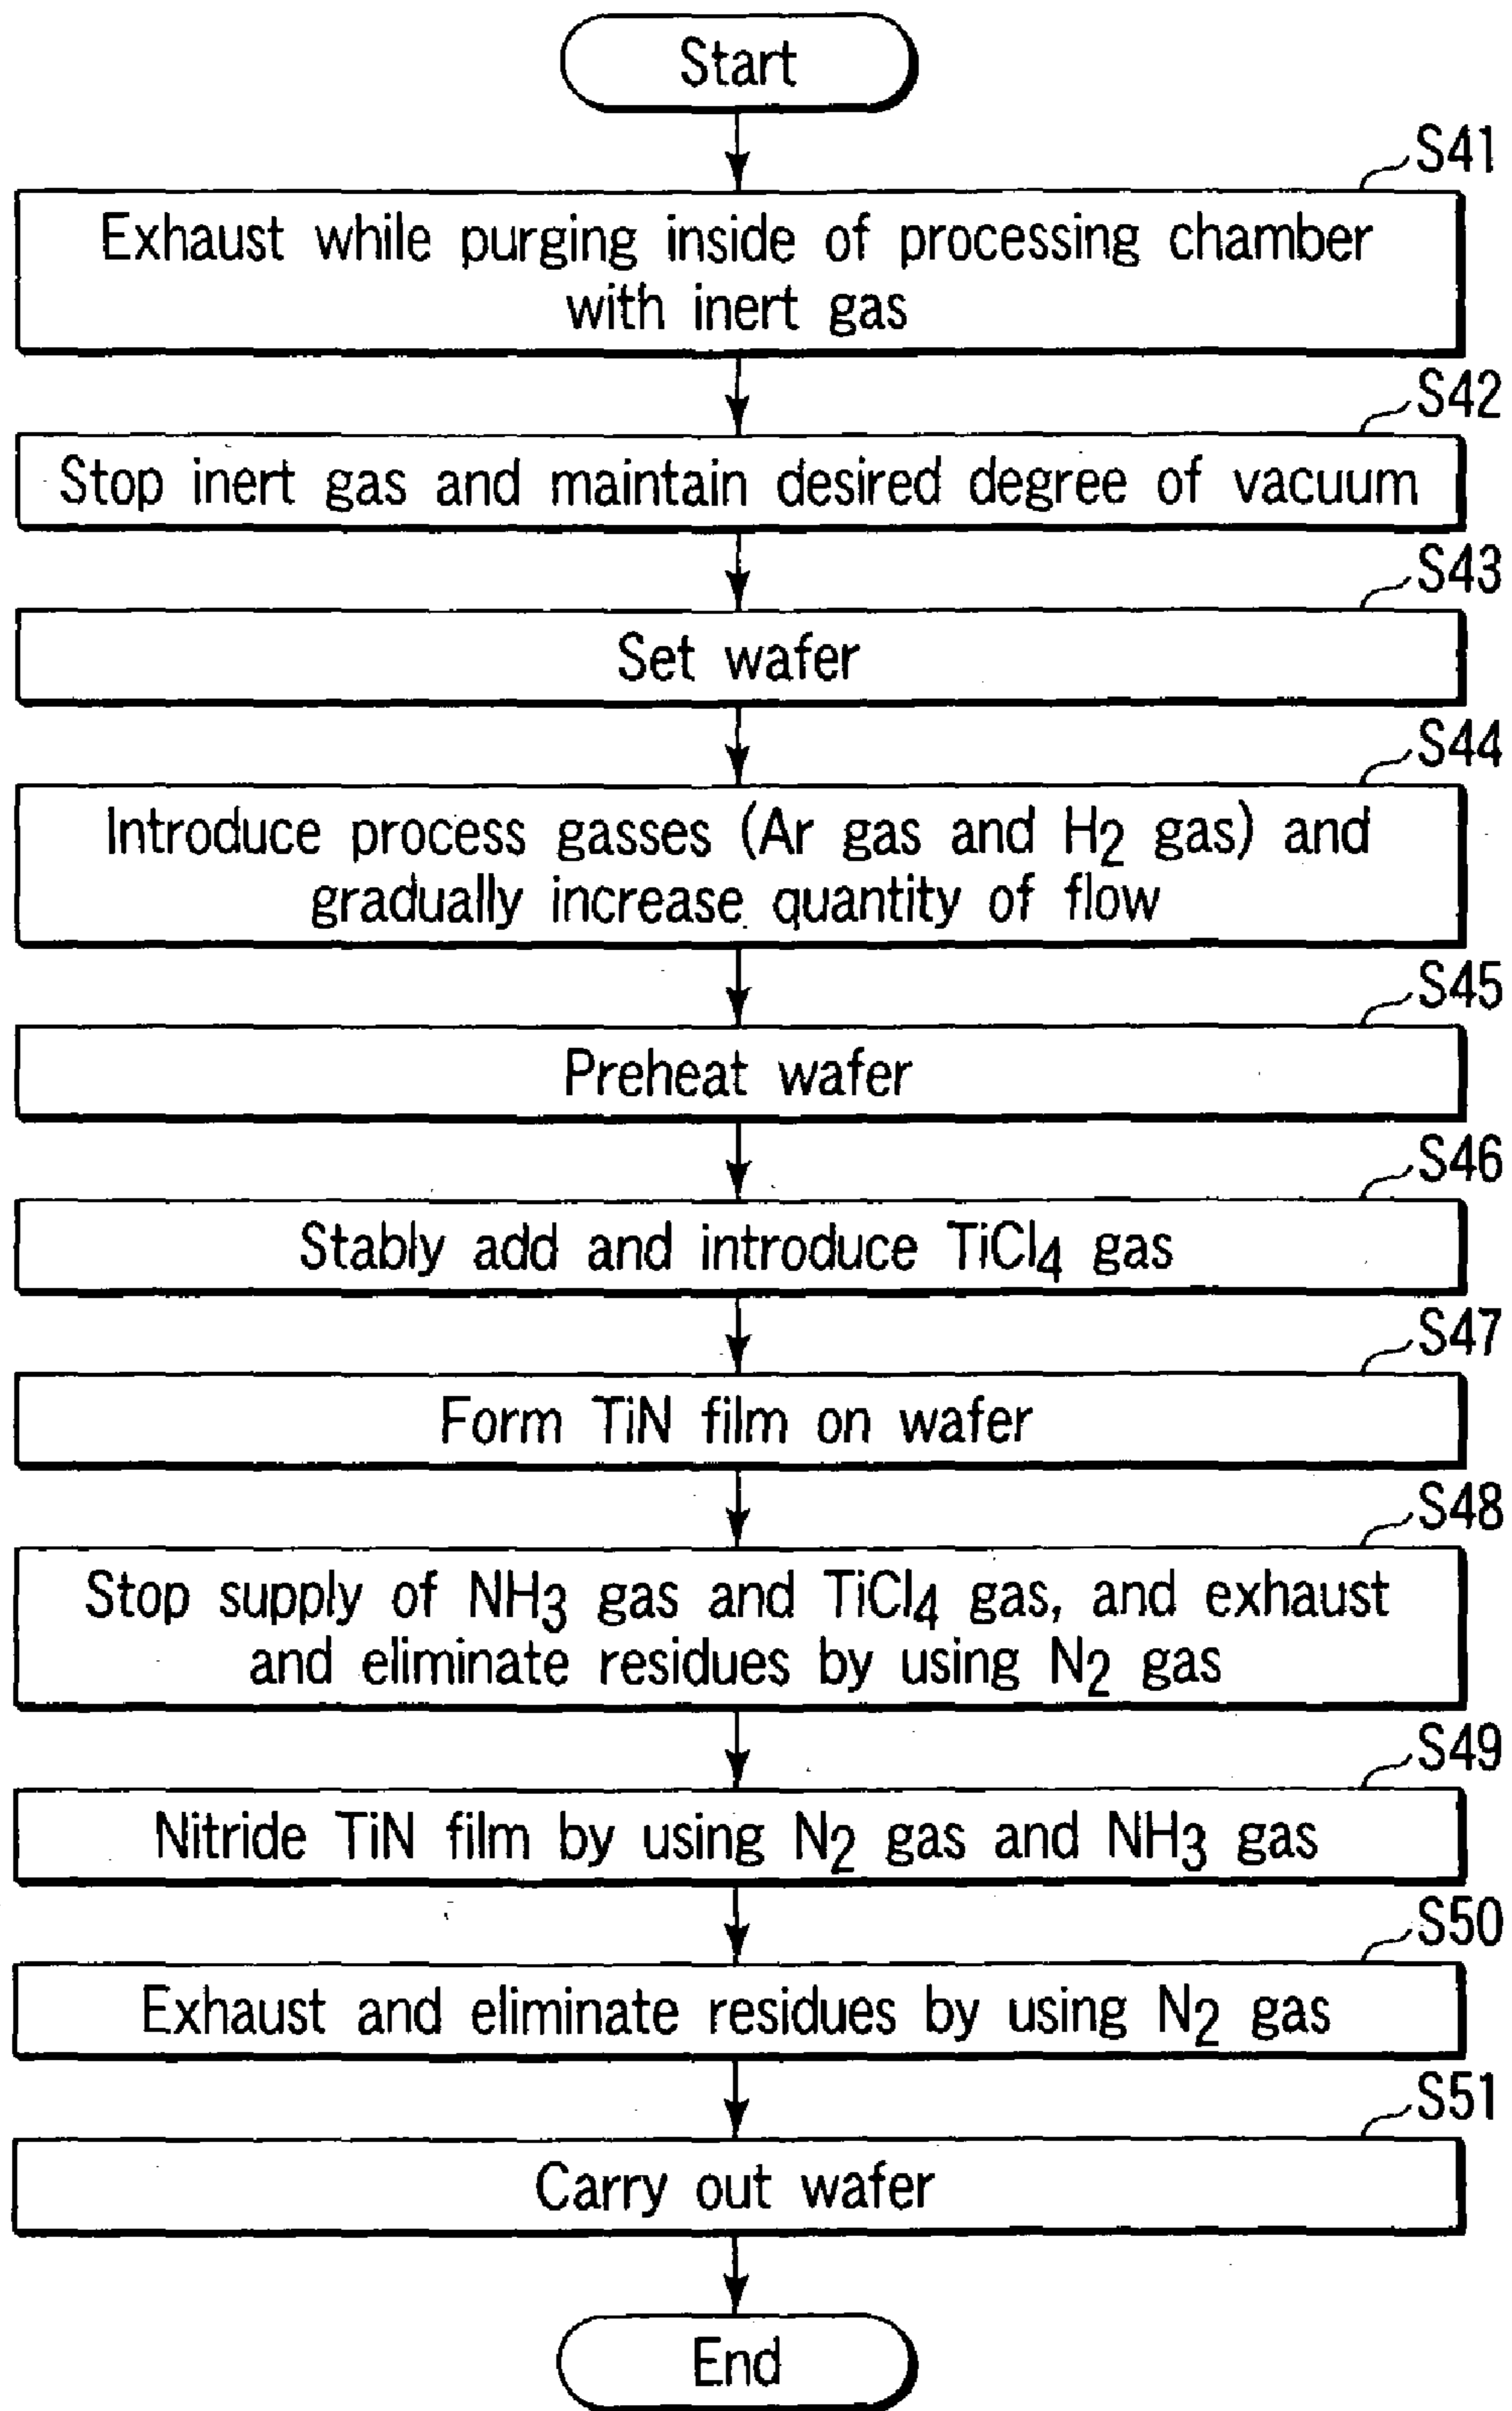 Start
S41
Exhaust while purging inside of processing chamber
with inert gas
S42
Stop inert gas and maintain desired degree of vacuum
S43
Set wafer
S44
Introduce process gasses (Ar gas and H2 gas) and
gradually increase quantity of flow
S45
Preheat wafer
S46
Stably add and introduce TiCl4 gas
S47
Form TiN film on wafer
S48
Stop supply of NH3 gas and TiCl4 gas, and exhaust
and eliminate residues by using N2 gas
S49
Nitride TiN film by using N2 gas and NH3 gas
S50
Exhaust and eliminate residues by using N2 gas
S51
Carry out wafer
End